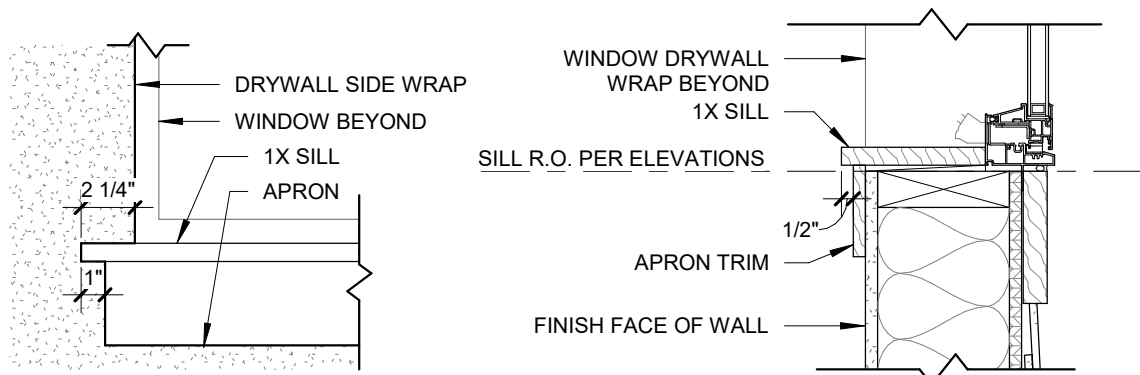 DRYWALL SIDE WRAP
WINDOW BEYOND
1X SILL
APRON
2 1/4"
1"
WINDOW DRYWALL
WRAP BEYOND
1X SILL
SILL R.O. PER ELEVATIONS
1/2"
APRON TRIM
FINISH FACE OF WALL